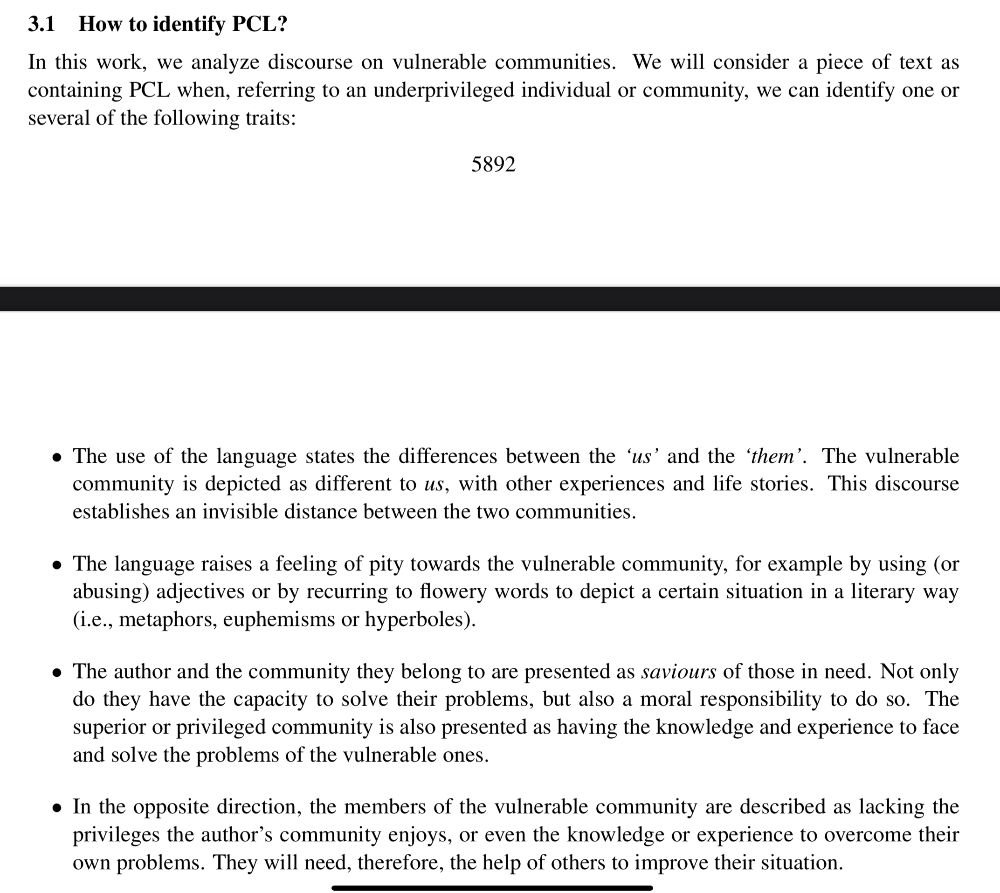 3.1 How to identify PCL?
In this work, we analyze discourse on vulnerable communities. We will consider a piece of text as
containing PCL when, referring to an underprivileged individual or community, we can identify one or
several of the following traits:
5892
• The use of the language states the differences between the ‘us’ and the ‘them’. The vulnerable
community is depicted as different to us, with other experiences and life stories. This discourse
establishes an invisible distance between the two communities.
• The language raises a feeling of pity towards the vulnerable community, for example by using (or
abusing) adjectives or by recurring to flowery words to depict a certain situation in a literary way
(i.e., metaphors, euphemisms or hyperboles).
• The author and the community they belong to are presented as saviours of those in need. Not only
do they have the capacity to solve their problems, but also a moral responsibility to do so. The
superior or privileged community is also presented as having the knowledge and experience to face
and solve the problems of the vulnerable ones.
• In the opposite direction, the members of the vulnerable community are described as lacking the
privileges the author’s community enjoys, or even the knowledge or experience to overcome their
own problems. They will need, therefore, the help of others to improve their situation.